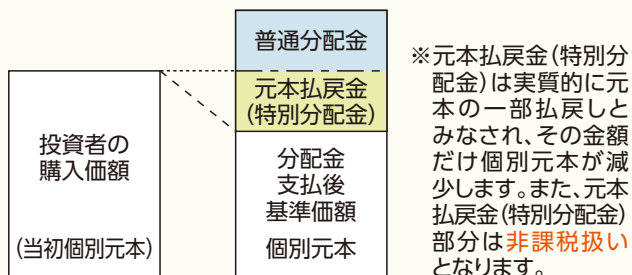 普通分配金
元本払戻金
(特別分配金)
投資者の
購入価額
(当初個別元本)
分配金
支払後
基準価額
個別元本
※元本払戻金(特別分
配金)は実質的に元
本の一部払戻しと
みなされ、その金額
だけ個別元本が減
少します。また、元本
払戻金(特別分配金)
部分は非課税扱い
となります。